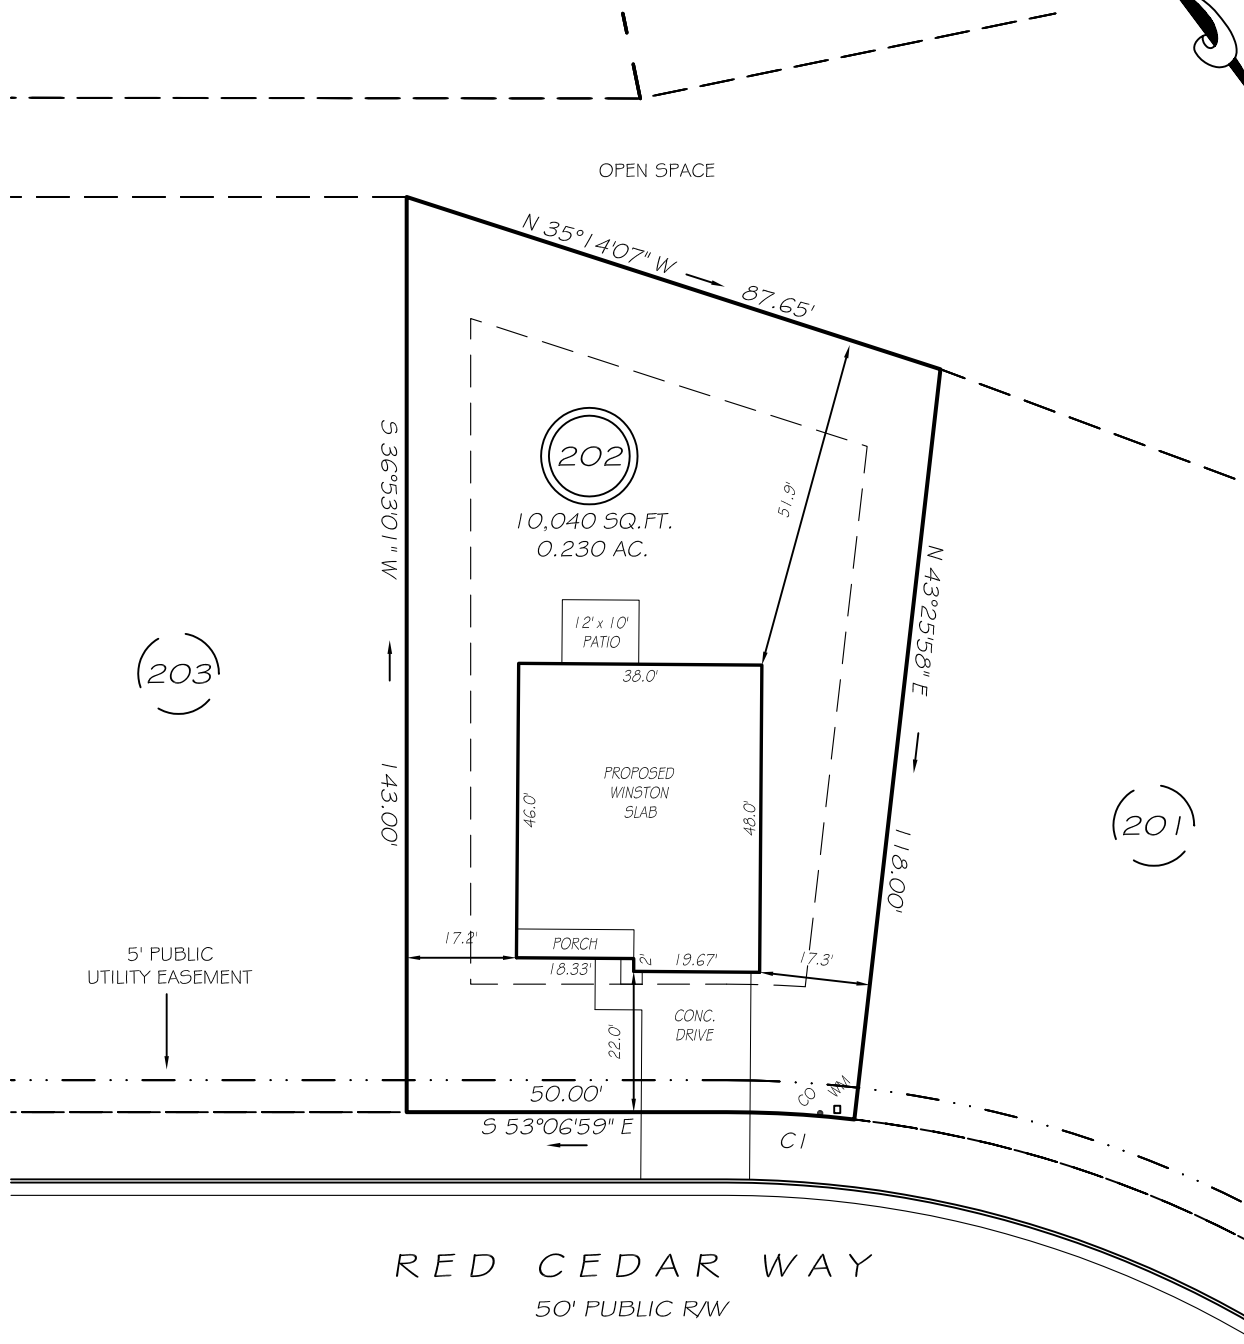 OPEN SPACE
N 35°14'07" W
87.65'
S 36°53'01" W
143.00'
202
10,040 SQ.FT.
0.230 AC.
51.9'
N 43°25'58" E
118.00'
12' x 10'
PATIO
38.0'
203
PROPOSED
WINSTON
SLAB
46.0'
48.0'
201
17.2'
PORCH
18.33'
2'
19.67'
17.3'
5' PUBLIC
UTILITY EASEMENT
CONC.
DRIVE
22.0'
50.00'
CO
WM
S 53°06'59" E
C1
RED CEDAR WAY
50' PUBLIC R/W